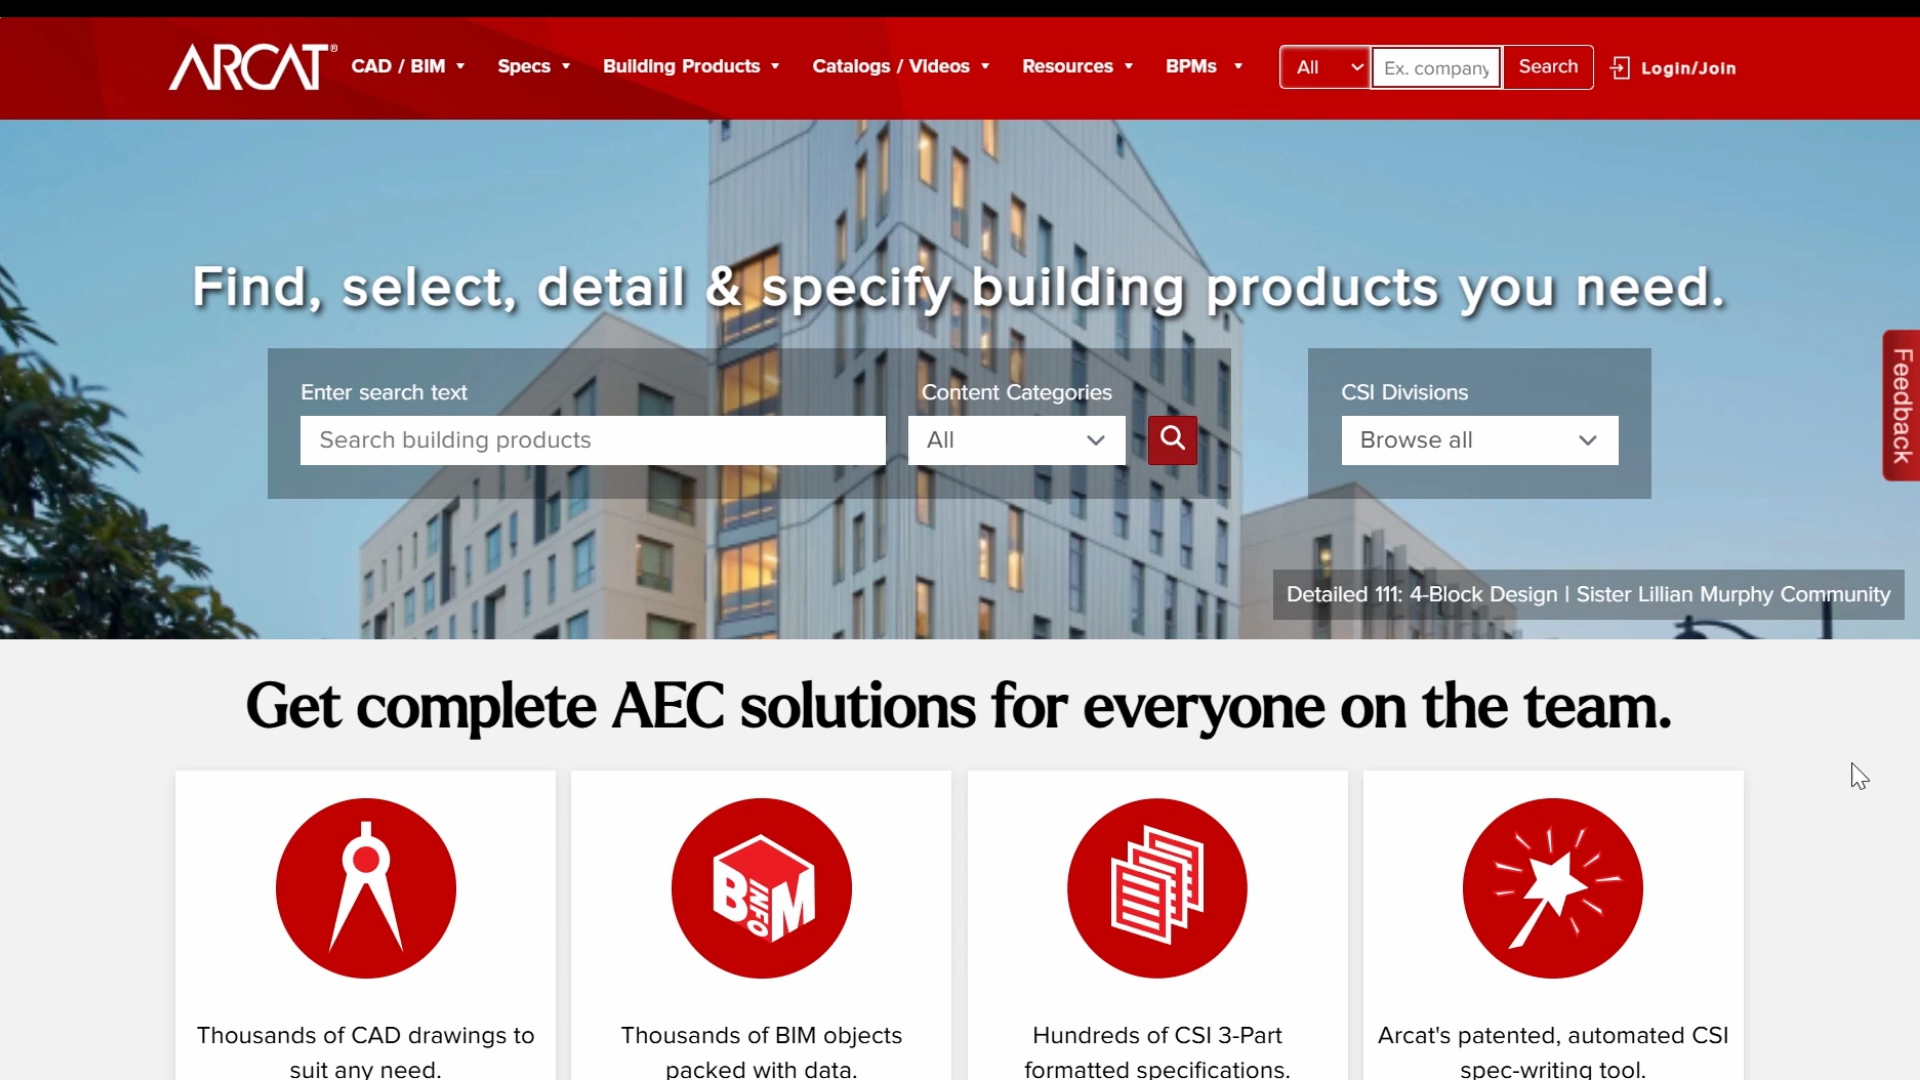 ARCAT® CAD / BIM Specs Building Products Catalogs / Videos Resources BPMs All Ex. company Search Login/Join
Find, select, detail & specify building products you need.
Enter search text
Search building products
Content Categories
All
CSI Divisions
Browse all
Feedback
Detailed 111: 4-Block Design | Sister Lillian Murphy Community
Get complete AEC solutions for everyone on the team.
BIM
INFO
Thousands of CAD drawings to
suit any need.
Thousands of BIM objects
packed with data.
Hundreds of CSI 3-Part
formatted specifications.
Arcat's patented, automated CSI
spec-writing tool.